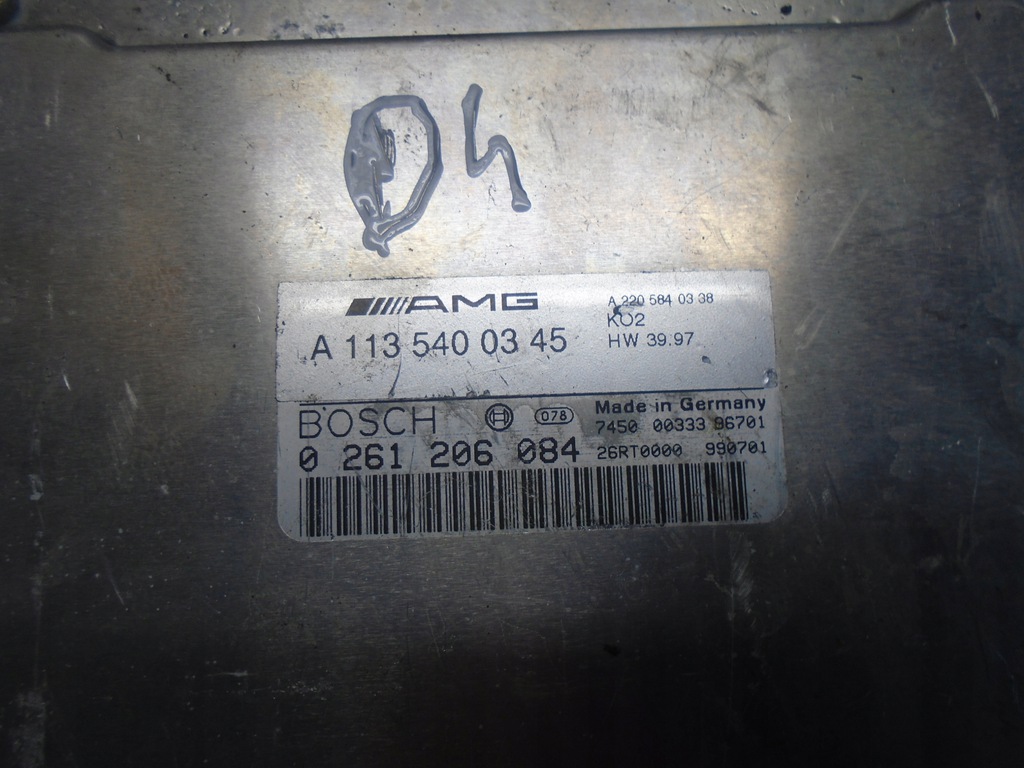 04
AMG
A 220 584 03 38
A 113 540 03 45
KO2
HW 39.97
BOSCH
078
Made in Germany
7450 00333 96701
0 261 206 084
26RT0000 990701